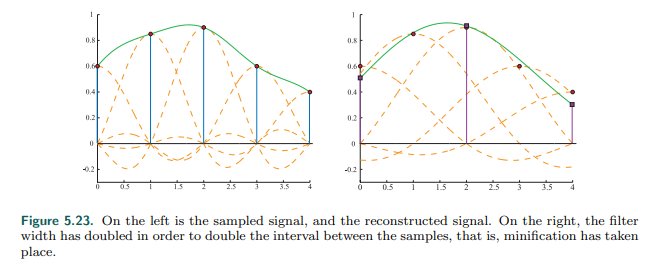 1 1
0.8 0.8
0.6 0.6
0.4 0.4
0.2 0.2
0 0
-0.2 -0.2
0 0.5 1 1.5 2 2.5 3 3.5 4 0 0.5 1 1.5 2 2.5 3 3.5 4
Figure 5.23. On the left is the sampled signal, and the reconstructed signal. On the right, the filter
width has doubled in order to double the interval between the samples, that is, minification has taken
place.